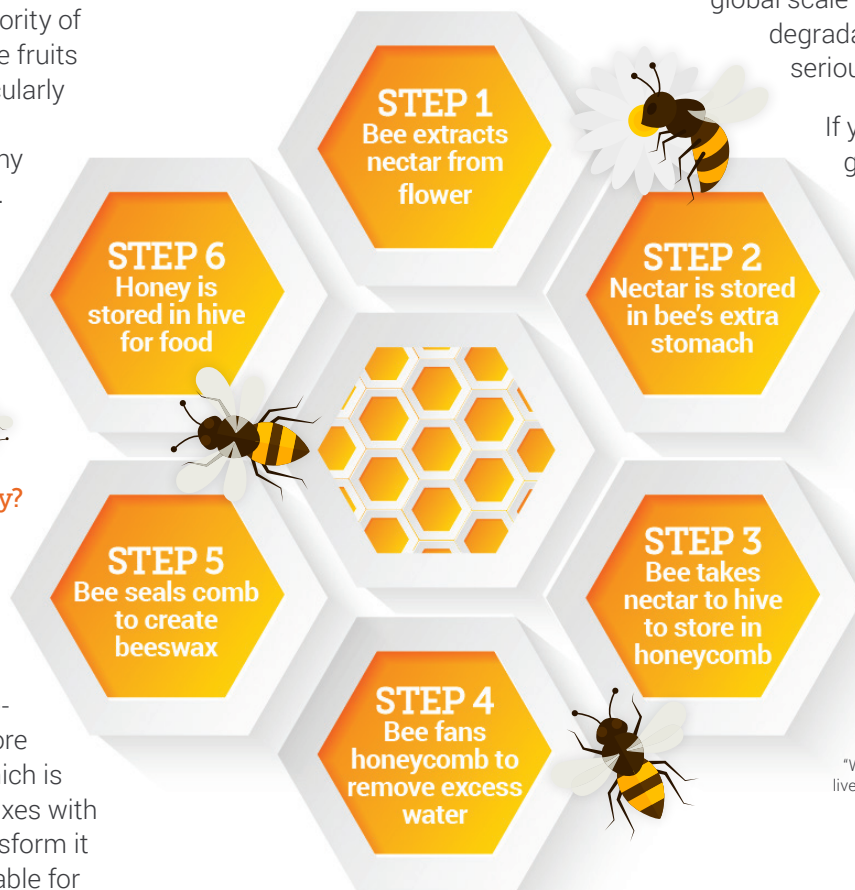 ority of
e fruits
cularly
ny
.
y?
-
ore
ich is
xes with
sform it
able for
STEP 1
Bee extracts
nectar from
flower
STEP 2
Nectar is stored
in bee's extra
stomach
STEP 3
Bee takes
nectar to hive
to store in
honeycomb
STEP 4
Bee fans
honeycomb to
remove excess
water
STEP 5
Bee seals comb
to create
beeswax
STEP 6
Honey is
stored in hive
for food
global scale
degrada
seriou
If y
g
"W
live